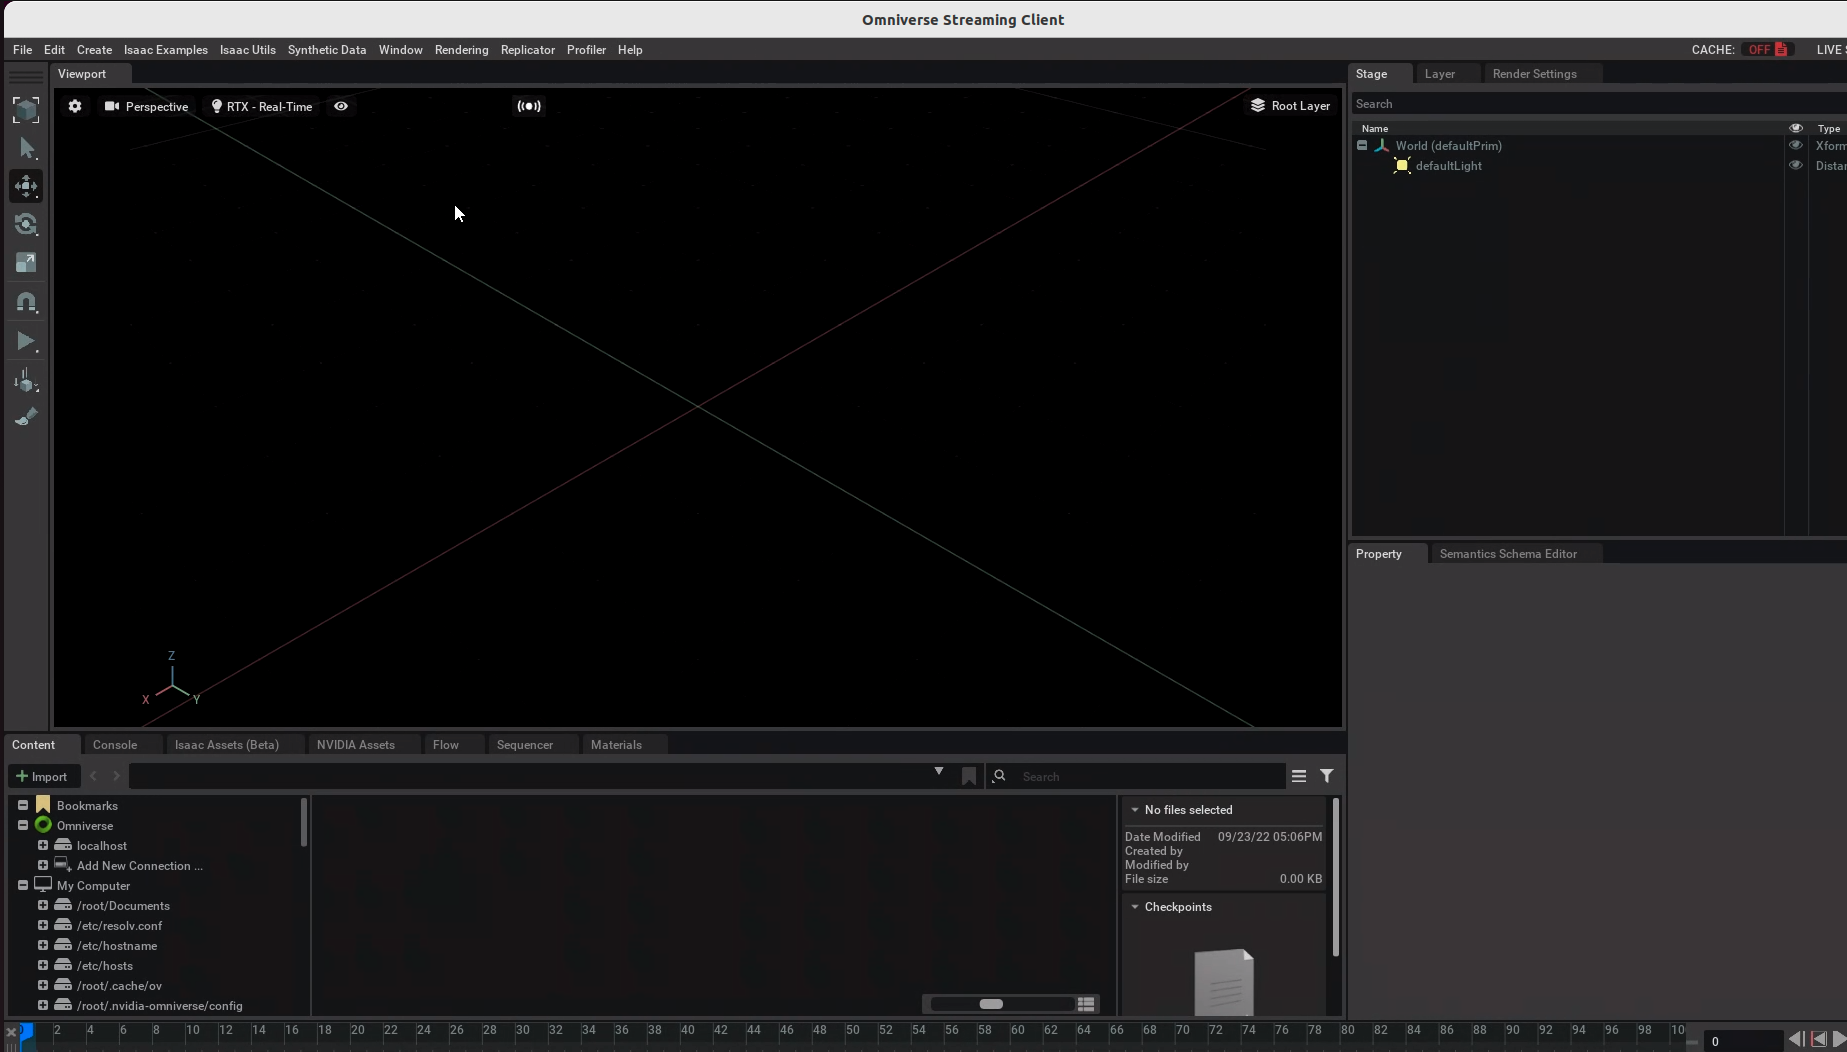 Omniverse Streaming Client
File Edit Create Isaac Examples Isaac Utils Synthetic Data Window Rendering Replicator Profiler Help
CACHE: OFF
LIVE
Viewport
Perspective
RTX - Real-Time
Root Layer
Z
X
Y
Stage Layer Render Settings
Search
Name Type
World (defaultPrim) Xform
defaultLight Distan
Property Semantics Schema Editor
Content Console Isaac Assets (Beta) NVIDIA Assets Flow Sequencer Materials
+ Import
Search
Bookmarks
Omniverse
localhost
Add New Connection ...
My Computer
/root/Documents
/etc/resolv.conf
/etc/hostname
/etc/hosts
/root/.cache/ov
/root/.nvidia-omniverse/config
No files selected
Date Modified 09/23/22 05:06PM
Created by
Modified by
File size 0.00 KB
Checkpoints
2 4 6 8 10 12 14 16 18 20 22 24 26 28 30 32 34 36 38 40 42 44 46 48 50 52 54 56 58 60 62 64 66 68 70 72 74 76 78 80 82 84 86 88 90 92 94 96 98 10
0